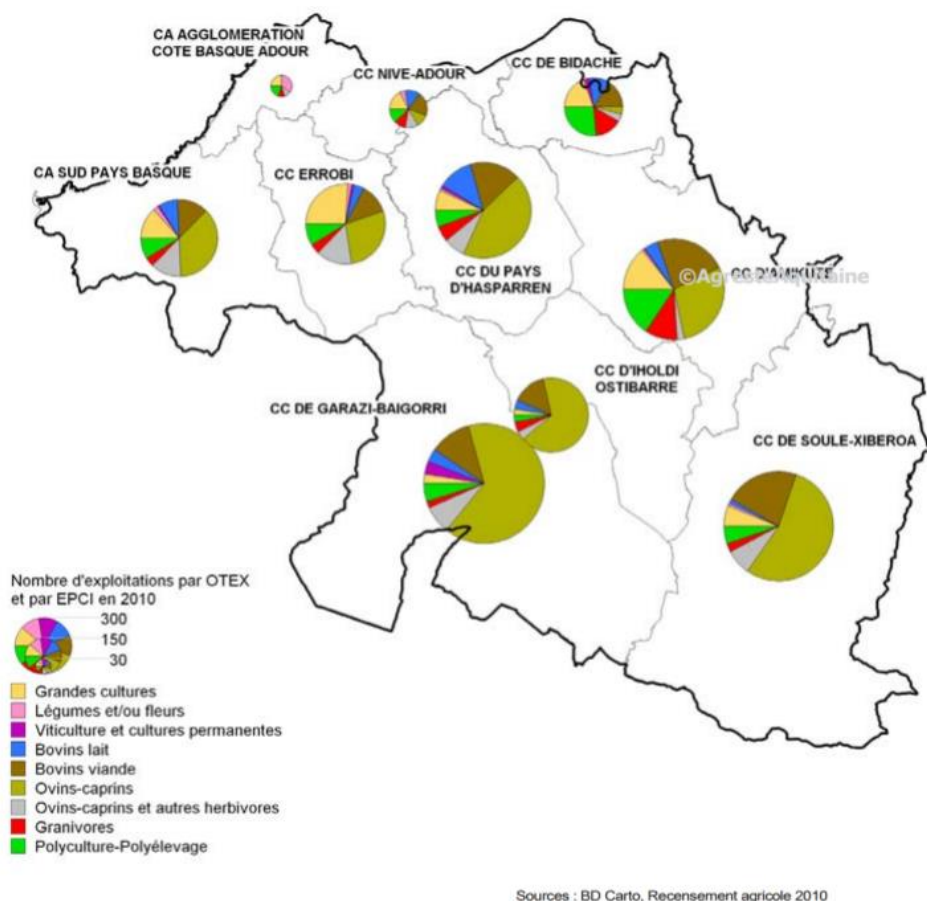 CA AGGLOMERATION
COTE BASQUE ADOUR
CC NIVE-ADOUR
CC DE BIDACHE
CA SUD PAYS BASQUE
CC ERROBI
CC DU PAYS
D'HASPARREN
©AgresteAquitaine
CC D'AMIKUZE
CC D'IHOLDI
OSTIBARRE
CC DE GARAZI-BAIGORRI
CC DE SOULE-XIBEROA
Nombre d'exploitations par OTEX
et par EPCI en 2010
300
150
30
Grandes cultures
Légumes et/ou fleurs
Viticulture et cultures permanentes
Bovins lait
Bovins viande
Ovins-caprins
Ovins-caprins et autres herbivores
Granivores
Polyculture-Polyélevage
Sources : BD Carto, Recensement agricole 2010